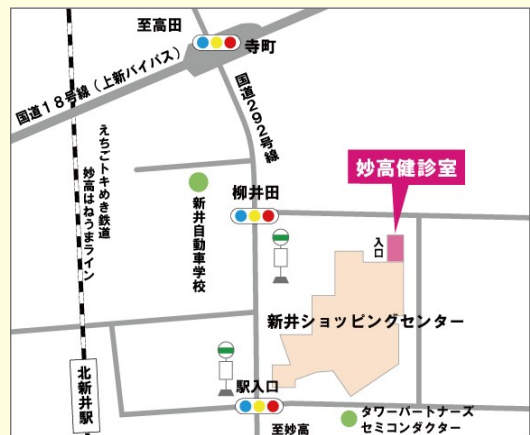 至高田
寺町
国道18号線（上新バイパス）
国道292号線
えちごトキめき鉄道
妙高はねうまライン
妙高健診室
柳井田
新井自動車学校
入口
新井ショッピングセンター
北新井駅
駅入口
至妙高
タワーパートナーズ
セミコンダクター